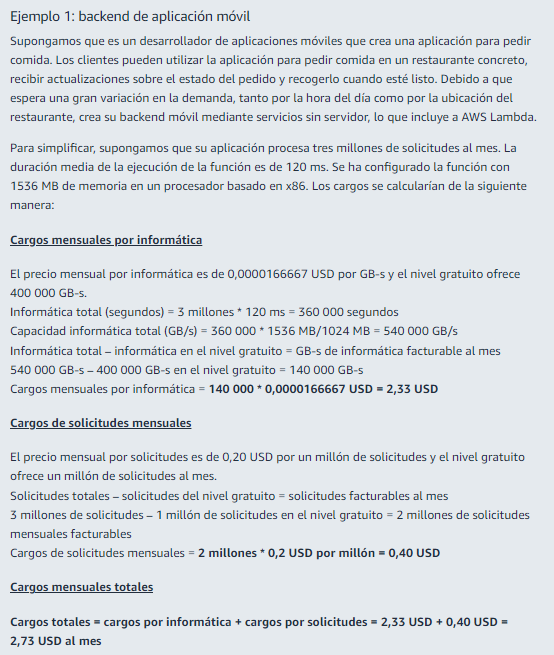 Ejemplo 1: backend de aplicación móvil
Supongamos que es un desarrollador de aplicaciones móviles que crea una aplicación para pedir
comida. Los clientes pueden utilizar la aplicación para pedir comida en un restaurante concreto,
recibir actualizaciones sobre el estado del pedido y recogerlo cuando esté listo. Debido a que
espera una gran variación en la demanda, tanto por la hora del día como por la ubicación del
restaurante, crea su backend móvil mediante servicios sin servidor, lo que incluye a AWS Lambda.
Para simplificar, supongamos que su aplicación procesa tres millones de solicitudes al mes. La
duración media de la ejecución de la función es de 120 ms. Se ha configurado la función con
1536 MB de memoria en un procesador basado en x86. Los cargos se calcularían de la siguiente
manera:
Cargos mensuales por informática
El precio mensual por informática es de 0,0000166667 USD por GB-s y el nivel gratuito ofrece
400 000 GB-s.
Informática total (segundos) = 3 millones * 120 ms = 360 000 segundos
Capacidad informática total (GB/s) = 360 000 * 1536 MB/1024 MB = 540 000 GB/s
Informática total – informática en el nivel gratuito = GB-s de informática facturable al mes
540 000 GB-s – 400 000 GB-s en el nivel gratuito = 140 000 GB-s
Cargos mensuales por informática = 140 000 * 0,0000166667 USD = 2,33 USD
Cargos de solicitudes mensuales
El precio mensual por solicitudes es de 0,20 USD por un millón de solicitudes y el nivel gratuito
ofrece un millón de solicitudes al mes.
Solicitudes totales – solicitudes del nivel gratuito = solicitudes facturables al mes
3 millones de solicitudes – 1 millón de solicitudes en el nivel gratuito = 2 millones de solicitudes
mensuales facturables
Cargos de solicitudes mensuales = 2 millones * 0,2 USD por millón = 0,40 USD
Cargos mensuales totales
Cargos totales = cargos por informática + cargos por solicitudes = 2,33 USD + 0,40 USD =
2,73 USD al mes